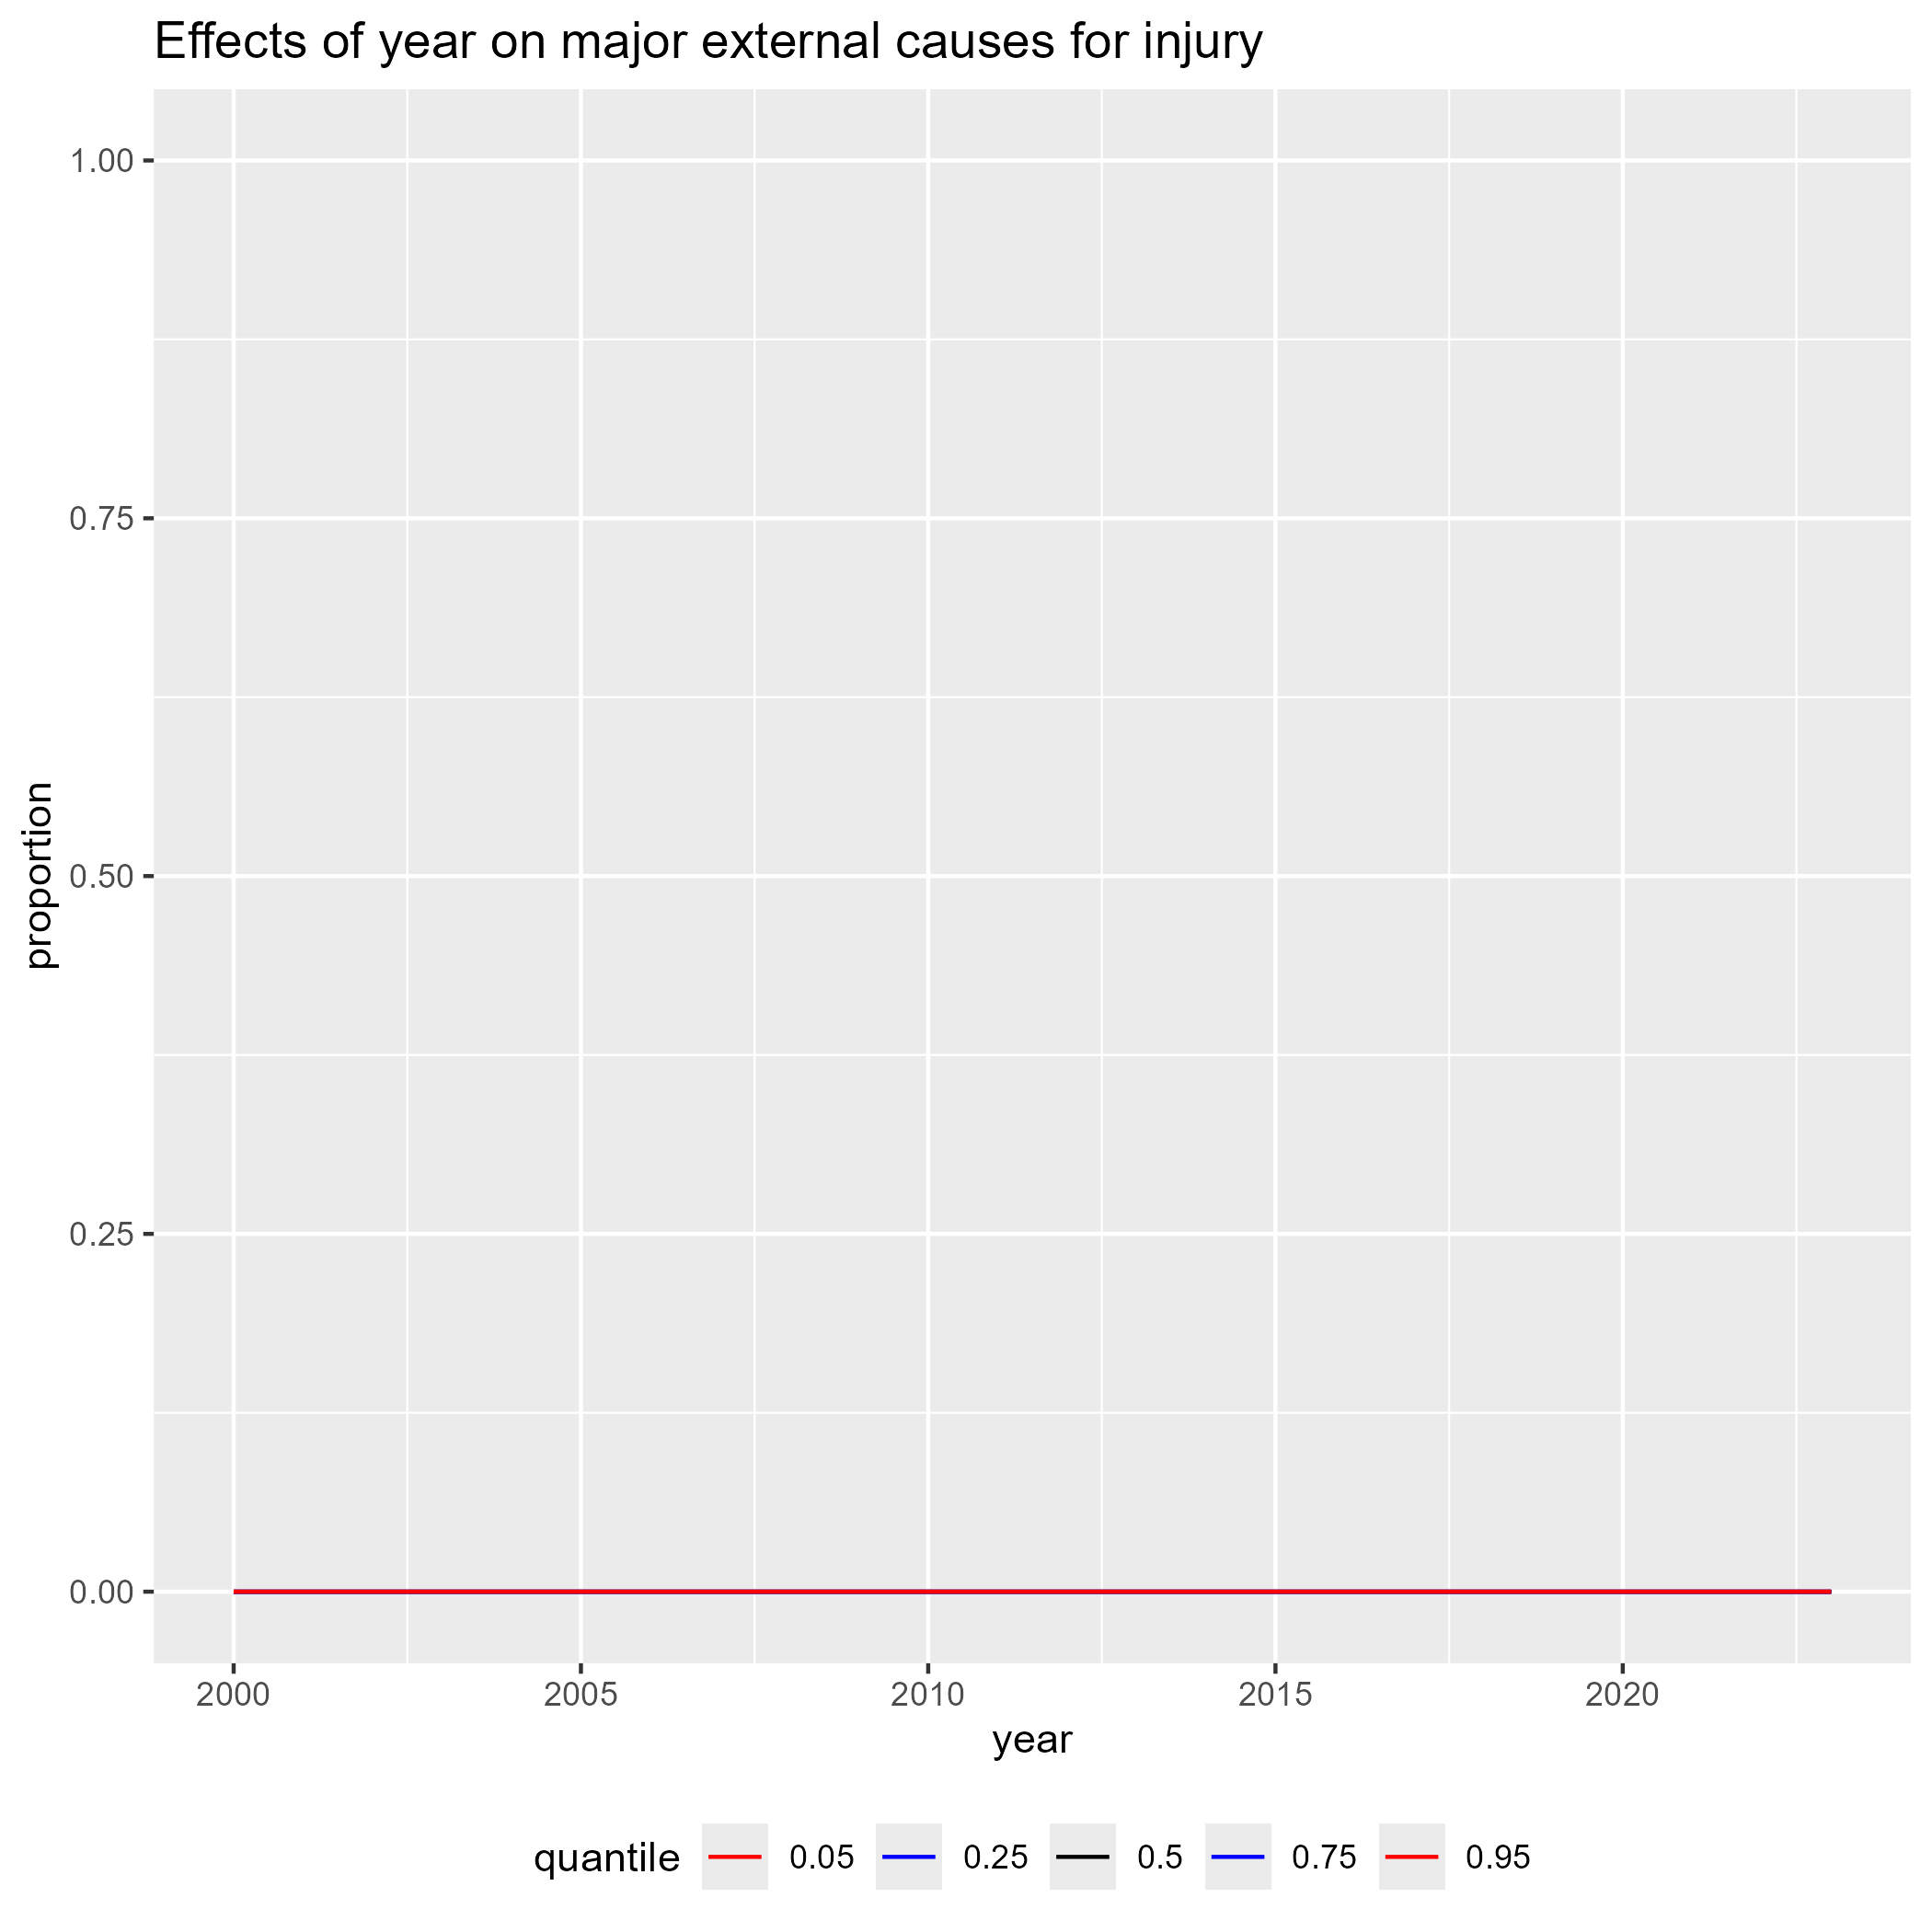 Effects of year on major external causes for injury
1.00
0.75
0.50
0.25
0.00
proportion
2000 2005 2010 2015 2020
year
quantile 0.05 0.25 0.5 0.75 0.95